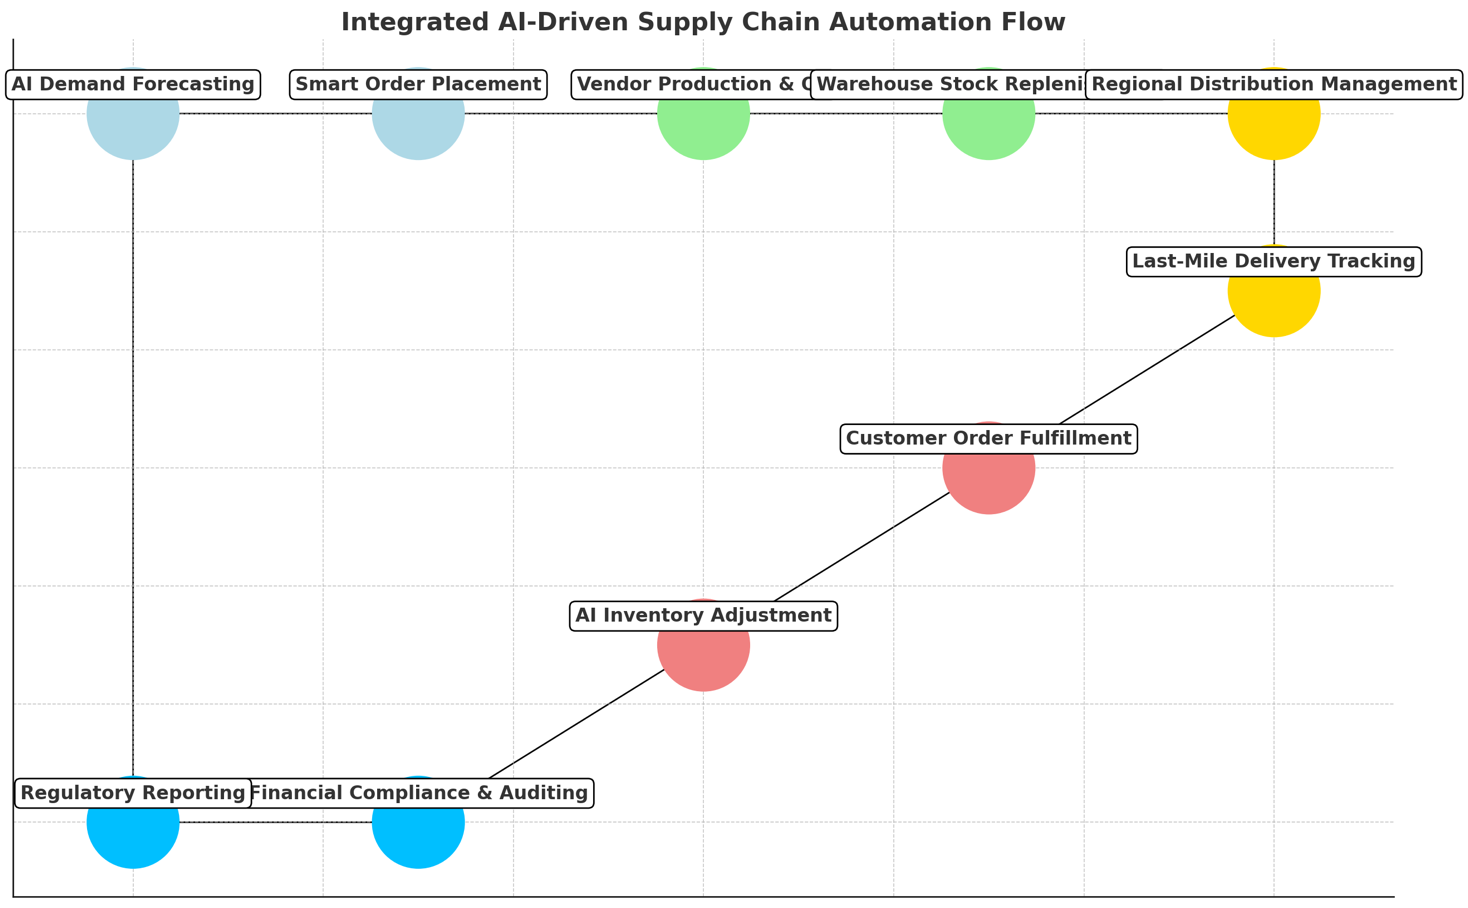 Integrated AI-Driven Supply Chain Automation Flow
AI Demand Forecasting
Smart Order Placement
Vendor Production &
Warehouse Stock
Regional Distribution Management
Last-Mile Delivery Tracking
Customer Order Fulfillment
AI Inventory Adjustment
Regulatory Reporting
Financial Compliance & Auditing